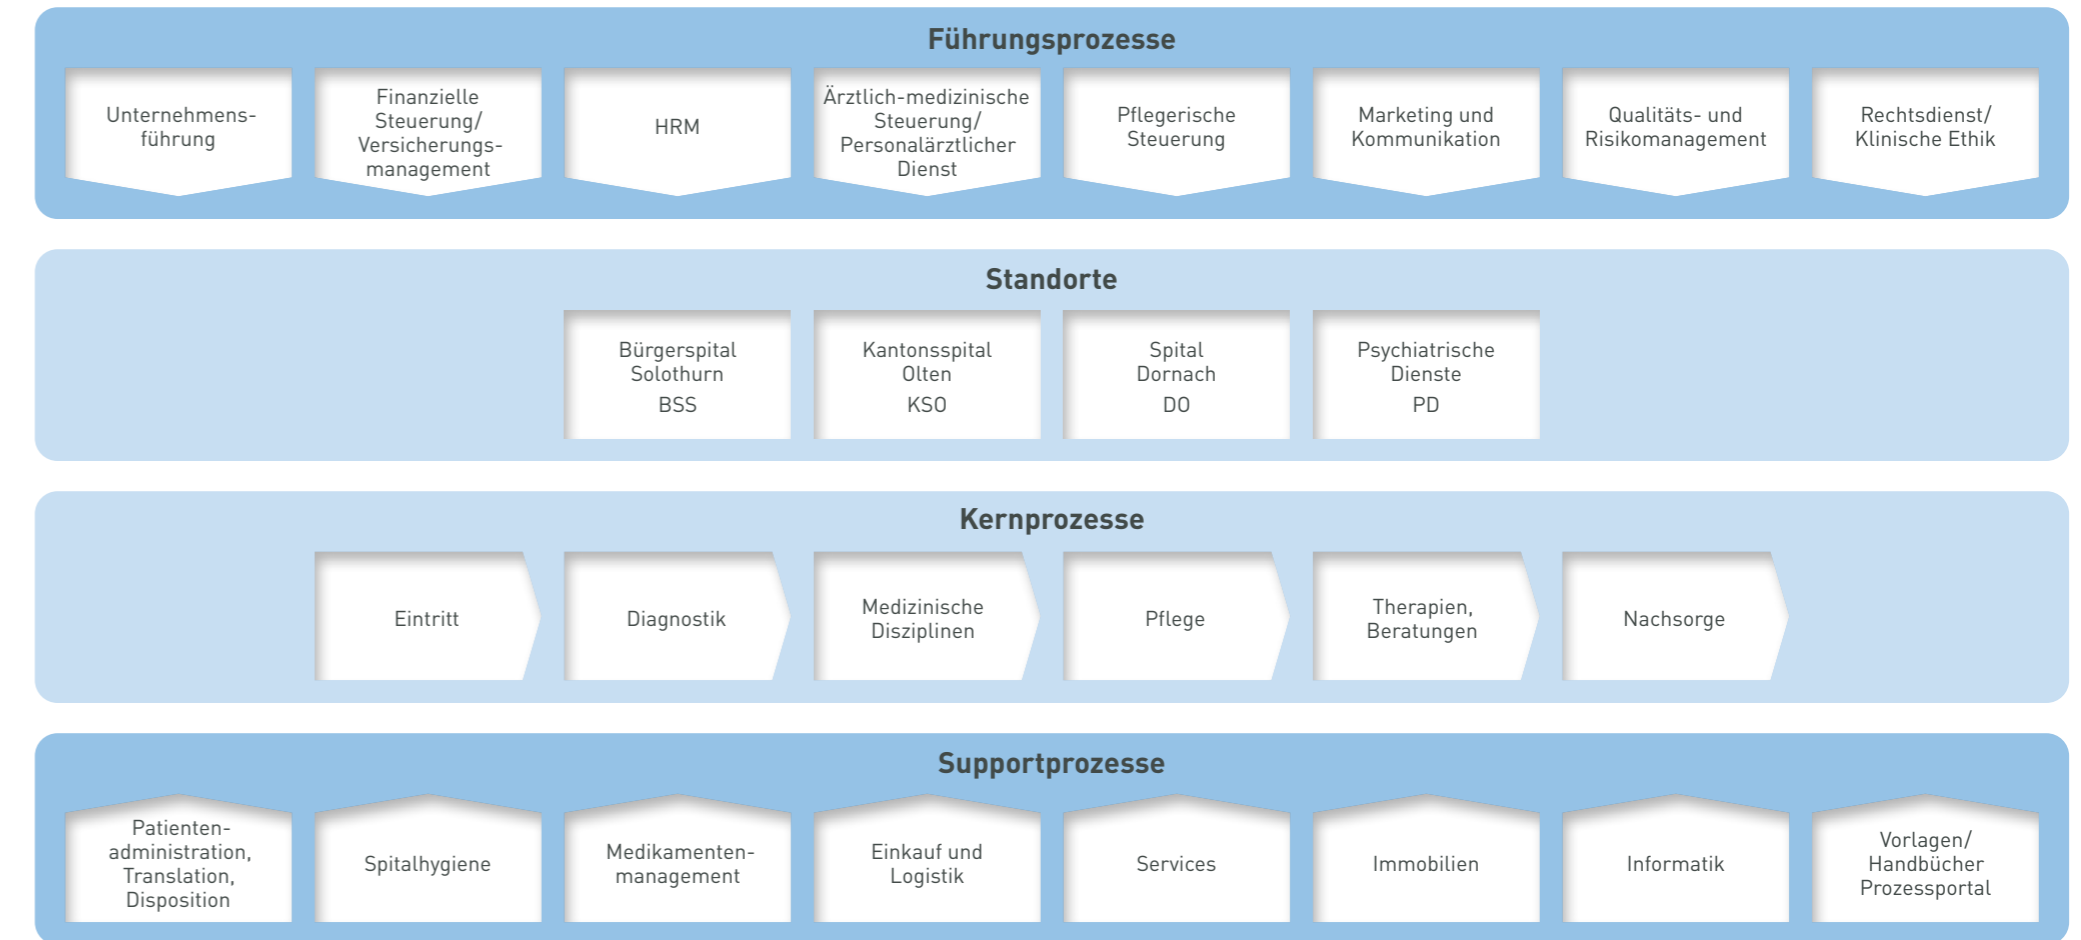 Führungsprozesse
Unternehmens-
führung
Finanzielle
Steuerung/
Versicherungs-
management
HRM
Ärztlich-medizinische
Steuerung/
Personalärztlicher
Dienst
Pflegerische
Steuerung
Marketing und
Kommunikation
Qualitäts- und
Risikomanagement
Rechtsdienst/
Klinische Ethik
Standorte
Bürgerspital
Solothurn
BSS
Kantonsspital
Olten
KSO
Spital
Dornach
DO
Psychiatrische
Dienste
PD
Kernprozesse
Eintritt
Diagnostik
Medizinische
Disziplinen
Pflege
Therapien,
Beratungen
Nachsorge
Supportprozesse
Patienten-
administration,
Translation,
Disposition
Spitalhygiene
Medikamenten-
management
Einkauf und
Logistik
Services
Immobilien
Informatik
Vorlagen/
Handbücher
Prozessportal